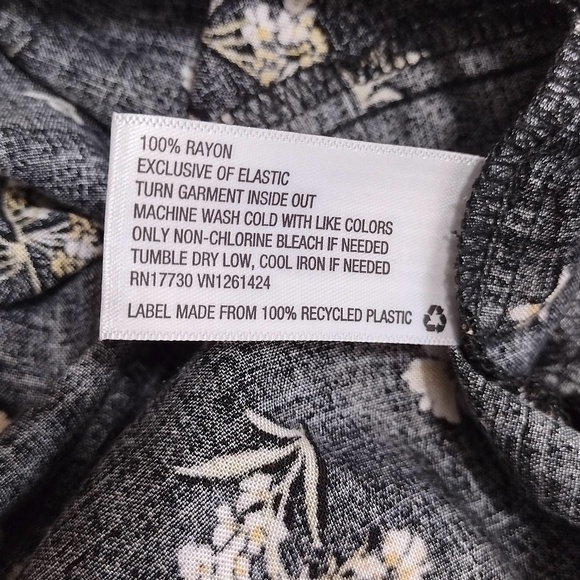 100% RAYON
EXCLUSIVE OF ELASTIC
TURN GARMENT INSIDE OUT
MACHINE WASH COLD WITH LIKE COLORS
ONLY NON-CHLORINE BLEACH IF NEEDED
TUMBLE DRY LOW, COOL IRON IF NEEDED
RN17730 VN1261424
LABEL MADE FROM 100% RECYCLED PLASTIC